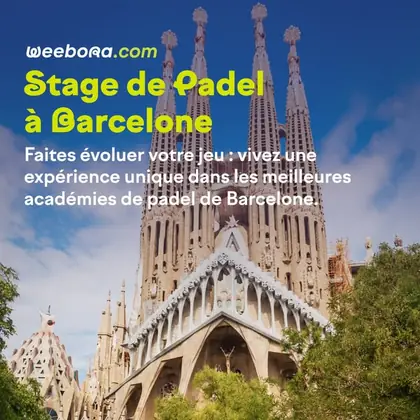 weebora.com
Stage de Padel
à Barcelone
Faites évoluer votre jeu : vivez une
expérience unique dans les meilleures
académies de padel de Barcelone.